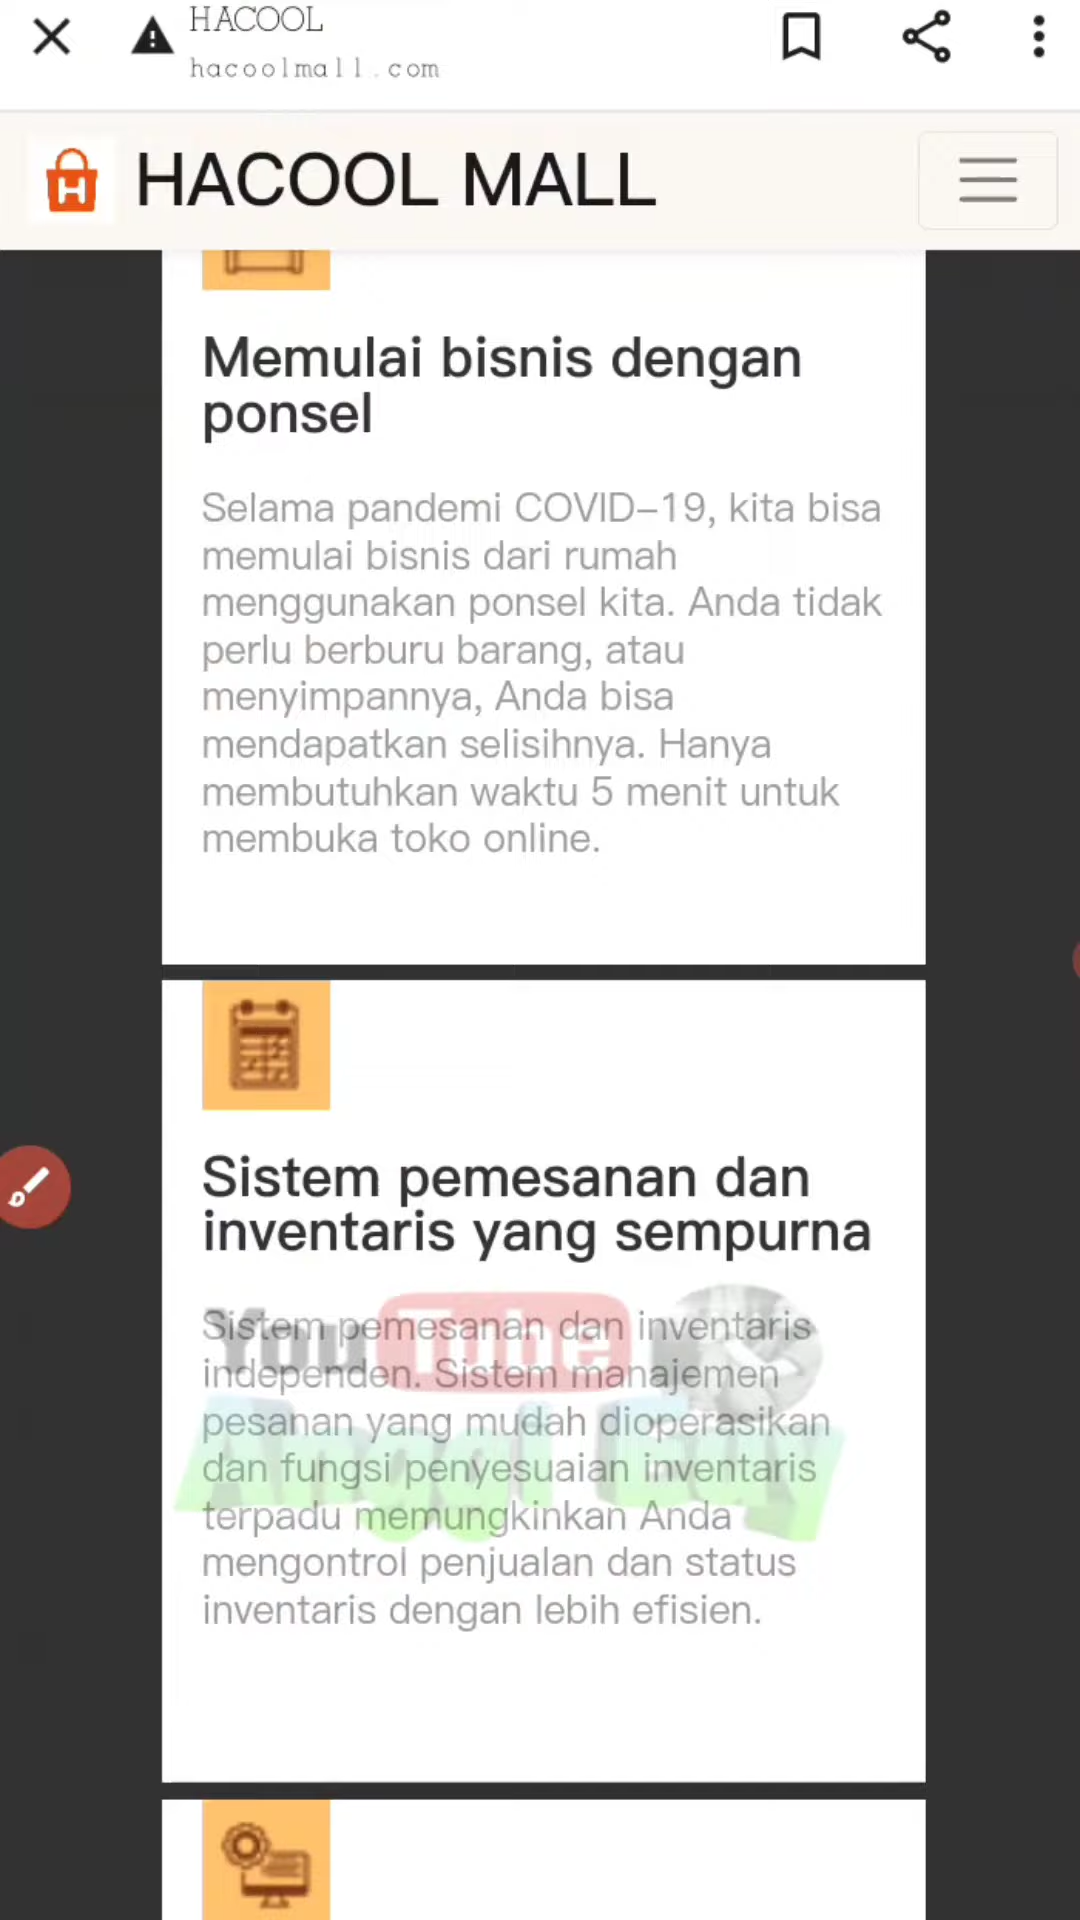 HACOOL
hacoolmall.com
H HACOOL MALL
Memulai bisnis dengan
ponsel
Selama pandemi COVID-19, kita bisa
memulai bisnis dari rumah
menggunakan ponsel kita. Anda tidak
perlu berburu barang, atau
menyimpannya, Anda bisa
mendapatkan selisihnya. Hanya
membutuhkan waktu 5 menit untuk
membuka toko online.
Sistem pemesanan dan
inventaris yang sempurna
Sistem pemesanan dan inventaris
independen. Sistem manajemen
pesanan yang mudah dioperasikan
dan fungsi penyesuaian inventaris
terpadu memungkinkan Anda
mengontrol penjualan dan status
inventaris dengan lebih efisien.
YouTube
Anggi Guy